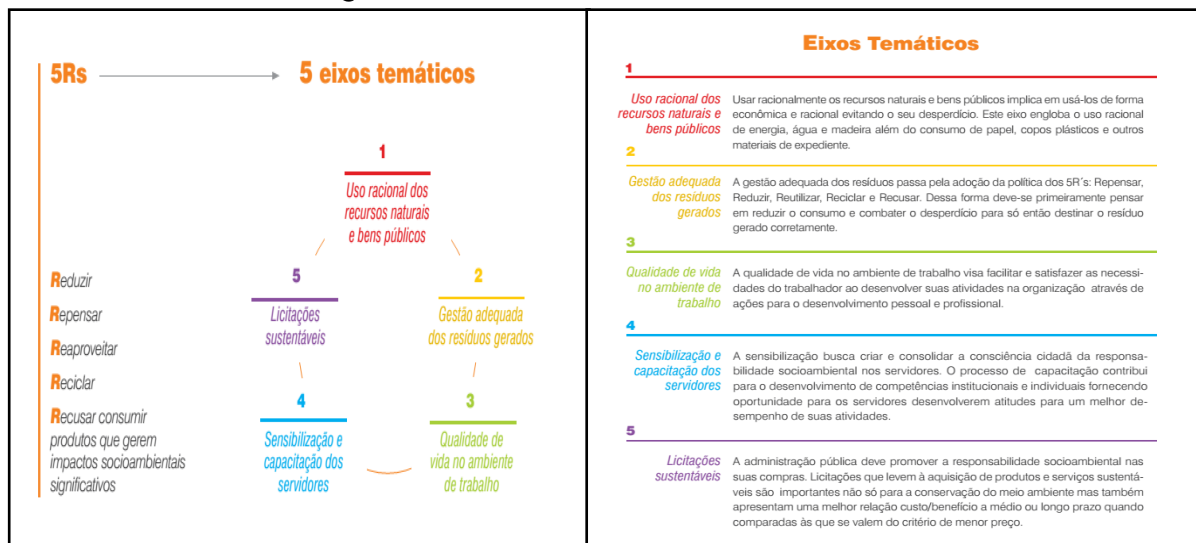 5Rs
5 eixos temáticos
1
Uso racional dos
recursos naturais
e bens públicos
5
Licitações
sustentáveis
2
Gestão adequada
dos resíduos gerados
4
Sensibilização e
capacitação dos
servidores
3
Qualidade de
vida no ambiente
de trabalho
Reduzir
Repensar
Reaproveitar
Reciclar
Recusar consumir
produtos que gerem
impactos socioambientais
significativos
Eixos Temáticos
1
Uso racional dos
recursos naturais e
bens públicos
Usar racionalmente os recursos naturais e bens públicos implica em usá-los de forma
econômica e racional evitando o seu desperdício. Este eixo engloba o uso racional
de energia, água e madeira além do consumo de papel, copos plásticos e outros
materiais de expediente.
2
Gestão adequada
dos resíduos
gerados
A gestão adequada dos resíduos passa pela adoção da política dos 5R´s: Repensar,
Reduzir, Reutilizar, Reciclar e Recusar. Dessa forma deve-se primeiramente pensar
em reduzir o consumo e combater o desperdício para só então destinar o resíduo
gerado corretamente.
3
Qualidade de vida
no ambiente de
trabalho
A qualidade de vida no ambiente de trabalho visa facilitar e satisfazer as necessi-
dades do trabalhador ao desenvolver suas atividades na organização através de
ações para o desenvolvimento pessoal e profissional.
4
Sensibilização e
capacitação dos
servidores
A sensibilização busca criar e consolidar a consciência cidadã da responsa-
bilidade socioambiental nos servidores. O processo de capacitação contribui
para o desenvolvimento de competências institucionais e individuais fornecendo
oportunidade para os servidores desenvolverem atitudes para um melhor de-
sempenho de suas atividades.
5
Licitações
sustentáveis
A administração pública deve promover a responsabilidade socioambiental nas
suas compras. Licitações que levem à aquisição de produtos e serviços sustentá-
veis são importantes não só para a conservação do meio ambiente mas também
apresentam uma melhor relação custo/benefício a médio ou longo prazo quando
comparadas às que se valem do critério de menor preço.